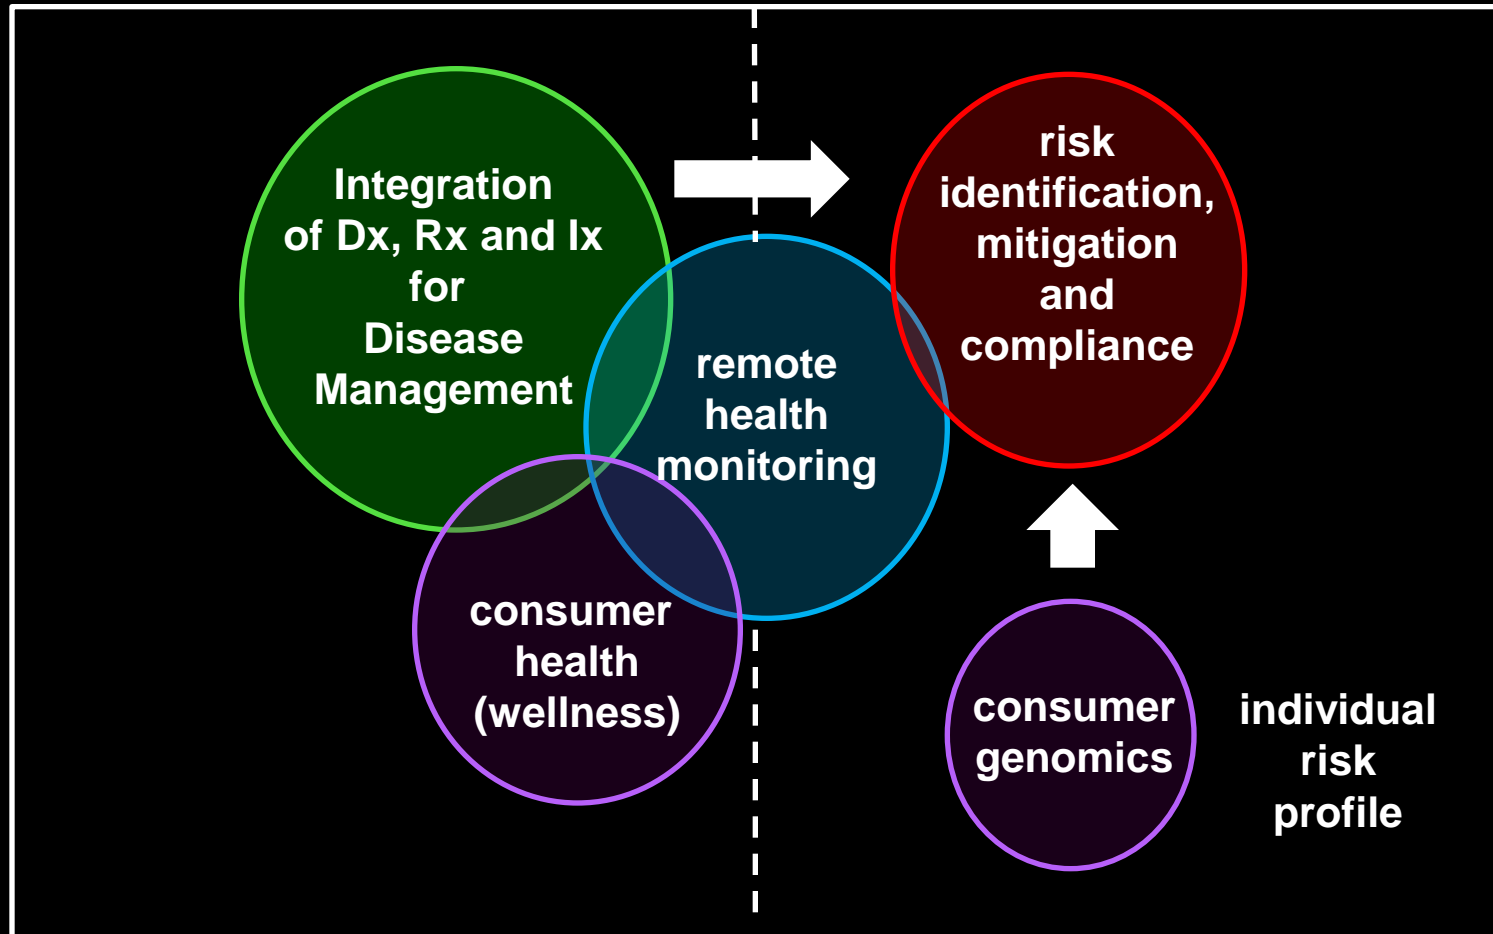 Integration
of Dx, Rx and Ix
for
Disease
Management
risk
identification,
mitigation
and
compliance
remote
health
monitoring
consumer
health
(wellness)
consumer
genomics
individual
risk
profile